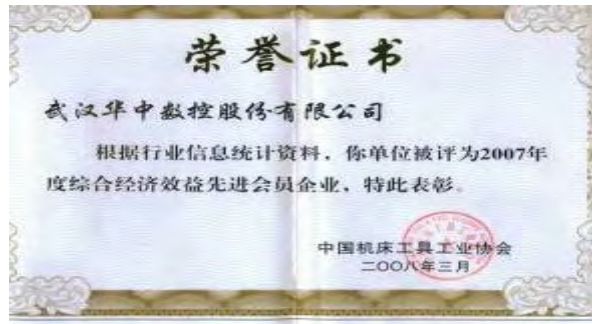 荣誉证书
武汉华中数控股份有限公司
根据行业信息统计资料，你单位被评为2007年
度综合经济效益先进会员企业、特此表彰。
中国机床工具工业协会
二〇〇八年三月